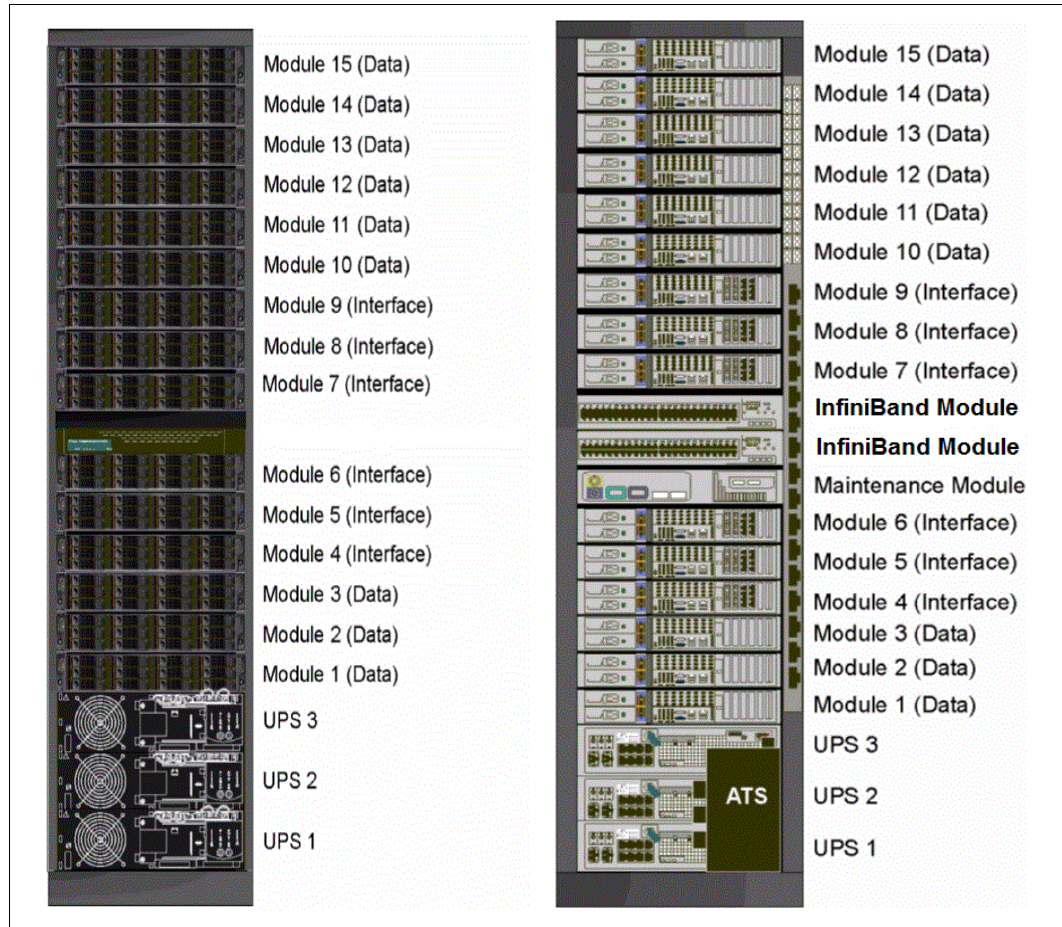 Module 15 (Data)
Module 14 (Data)
Module 13 (Data)
Module 12 (Data)
Module 11 (Data)
Module 10 (Data)
Module 9 (Interface)
Module 8 (Interface)
Module 7 (Interface)
Module 6 (Interface)
Module 5 (Interface)
Module 4 (Interface)
Module 3 (Data)
Module 2 (Data)
Module 1 (Data)
UPS 3
UPS 2
UPS 1
Module 15 (Data)
Module 14 (Data)
Module 13 (Data)
Module 12 (Data)
Module 11 (Data)
Module 10 (Data)
Module 9 (Interface)
Module 8 (Interface)
Module 7 (Interface)
InfiniBand Module
InfiniBand Module
Maintenance Module
Module 6 (Interface)
Module 5 (Interface)
Module 4 (Interface)
Module 3 (Data)
Module 2 (Data)
Module 1 (Data)
UPS 3
ATS
UPS 2
UPS 1